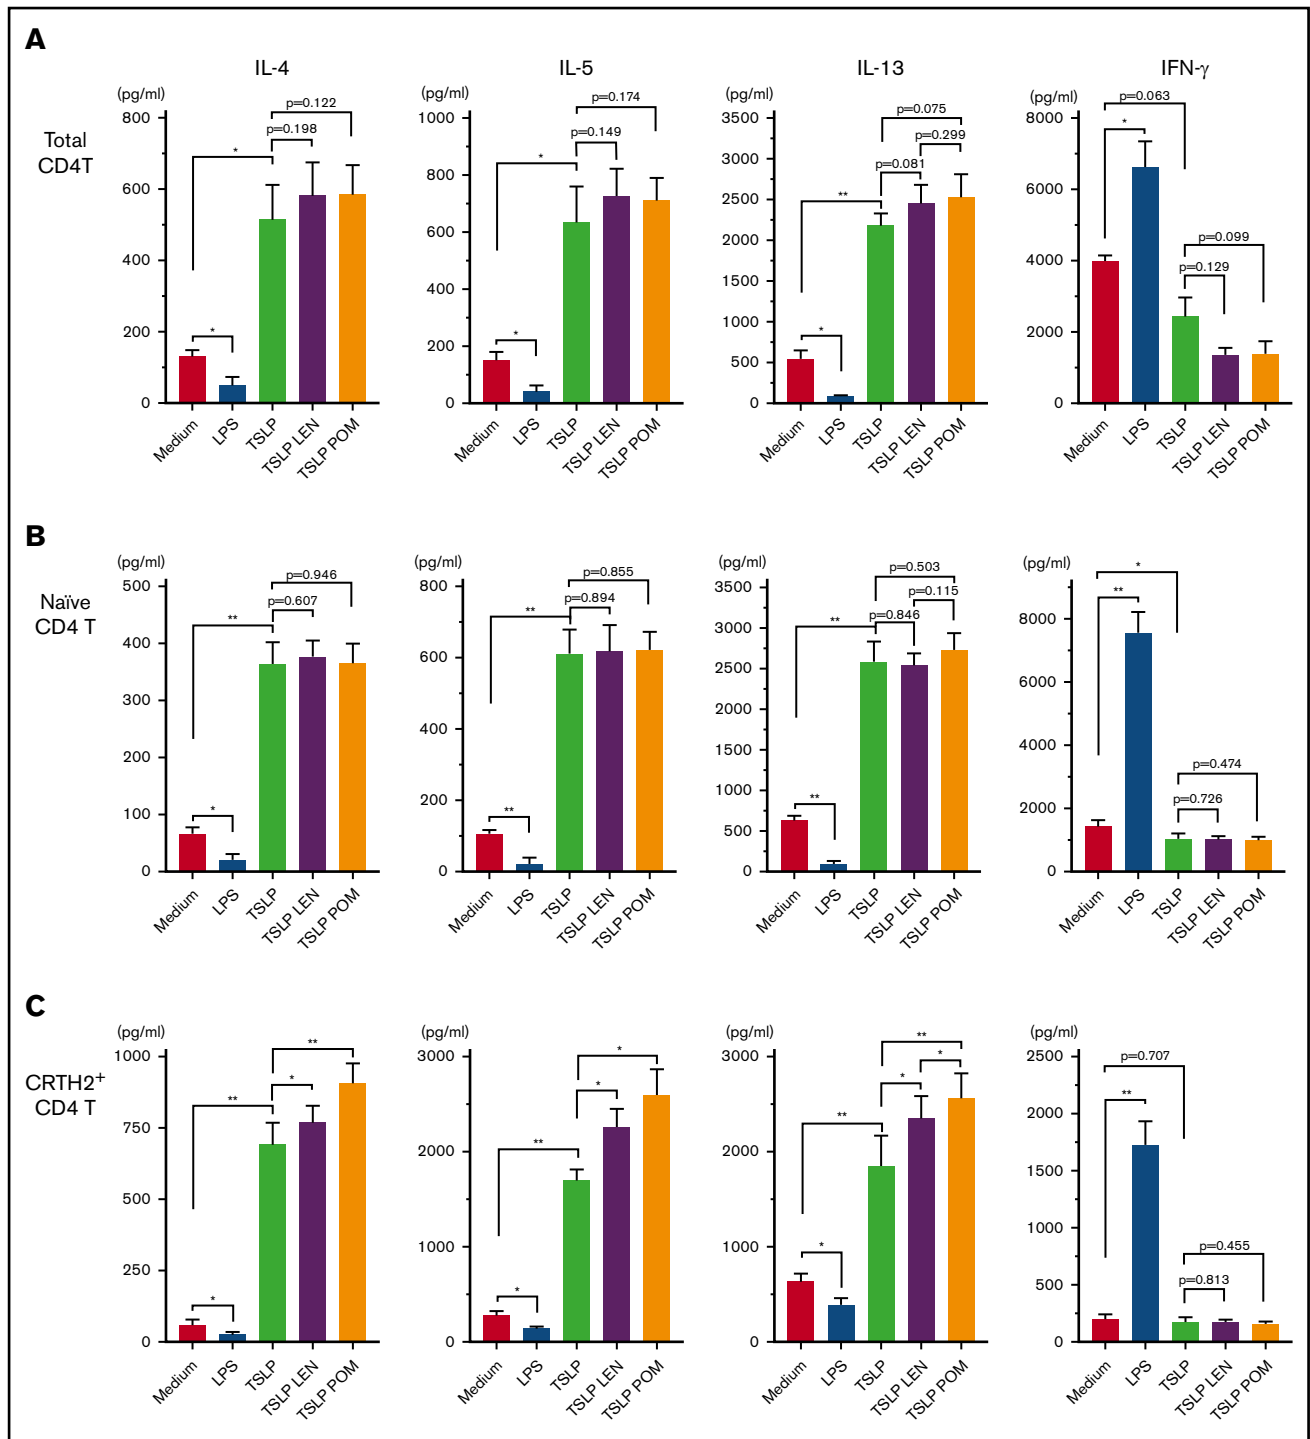 A
IL-4
IL-5
IL-13
IFN-γ
Total
CD4T
(pg/ml)
800
600
400
200
0
*
*
p=0.198
p=0.122
Medium
LPS
TSLP
TSLP LEN
TSLP POM
(pg/ml)
1000
800
600
400
200
0
*
*
p=0.149
p=0.174
Medium
LPS
TSLP
TSLP LEN
TSLP POM
(pg/ml)
3500
3000
2500
2000
1500
1000
500
0
*
**
p=0.081
p=0.299
p=0.075
Medium
LPS
TSLP
TSLP LEN
TSLP POM
(pg/ml)
8000
6000
4000
2000
0
p=0.063
*
p=0.099
p=0.129
Medium
LPS
TSLP
TSLP LEN
TSLP POM
B
Naïve
CD4 T
(pg/ml)
500
400
300
200
100
0
*
**
p=0.607
p=0.946
Medium
LPS
TSLP
TSLP LEN
TSLP POM
(pg/ml)
800
600
400
200
0
**
**
p=0.894
p=0.855
Medium
LPS
TSLP
TSLP LEN
TSLP POM
(pg/ml)
3500
3000
2500
2000
1500
1000
500
0
**
**
p=0.846
p=0.115
p=0.503
Medium
LPS
TSLP
TSLP LEN
TSLP POM
(pg/ml)
8000
6000
4000
2000
0
*
**
p=0.474
p=0.726
Medium
LPS
TSLP
TSLP LEN
TSLP POM
C
CRTH2+
CD4 T
(pg/ml)
1000
750
500
250
0
*
**
*
**
Medium
LPS
TSLP
TSLP LEN
TSLP POM
(pg/ml)
3000
2000
1000
0
*
**
*
*
Medium
LPS
TSLP
TSLP LEN
TSLP POM
(pg/ml)
3000
2000
1000
0
*
**
*
*
**
Medium
LPS
TSLP
TSLP LEN
TSLP POM
(pg/ml)
2500
2000
1500
1000
500
0
p=0.707
**
p=0.455
p=0.813
Medium
LPS
TSLP
TSLP LEN
TSLP POM